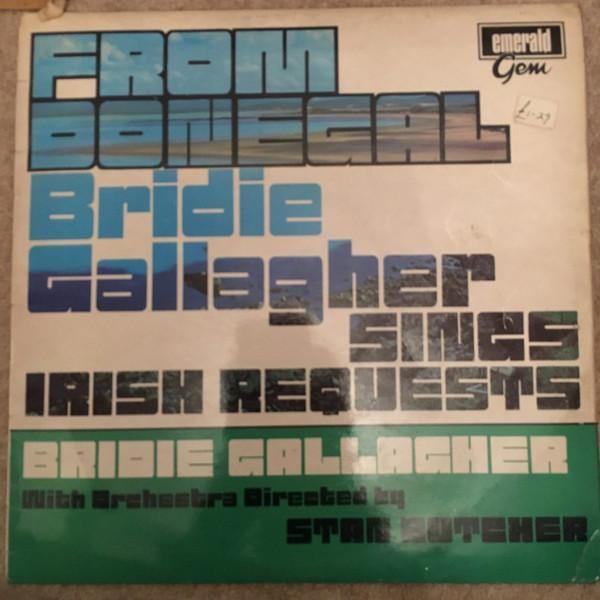 FROM
DONEGAL
emerald
Gem
£1-29
Bridie
Gallagher
SINGS
IRISH REQUESTS
BRIDIE GALLAGHER
With Orchestra Directed by
STAN BUTCHER